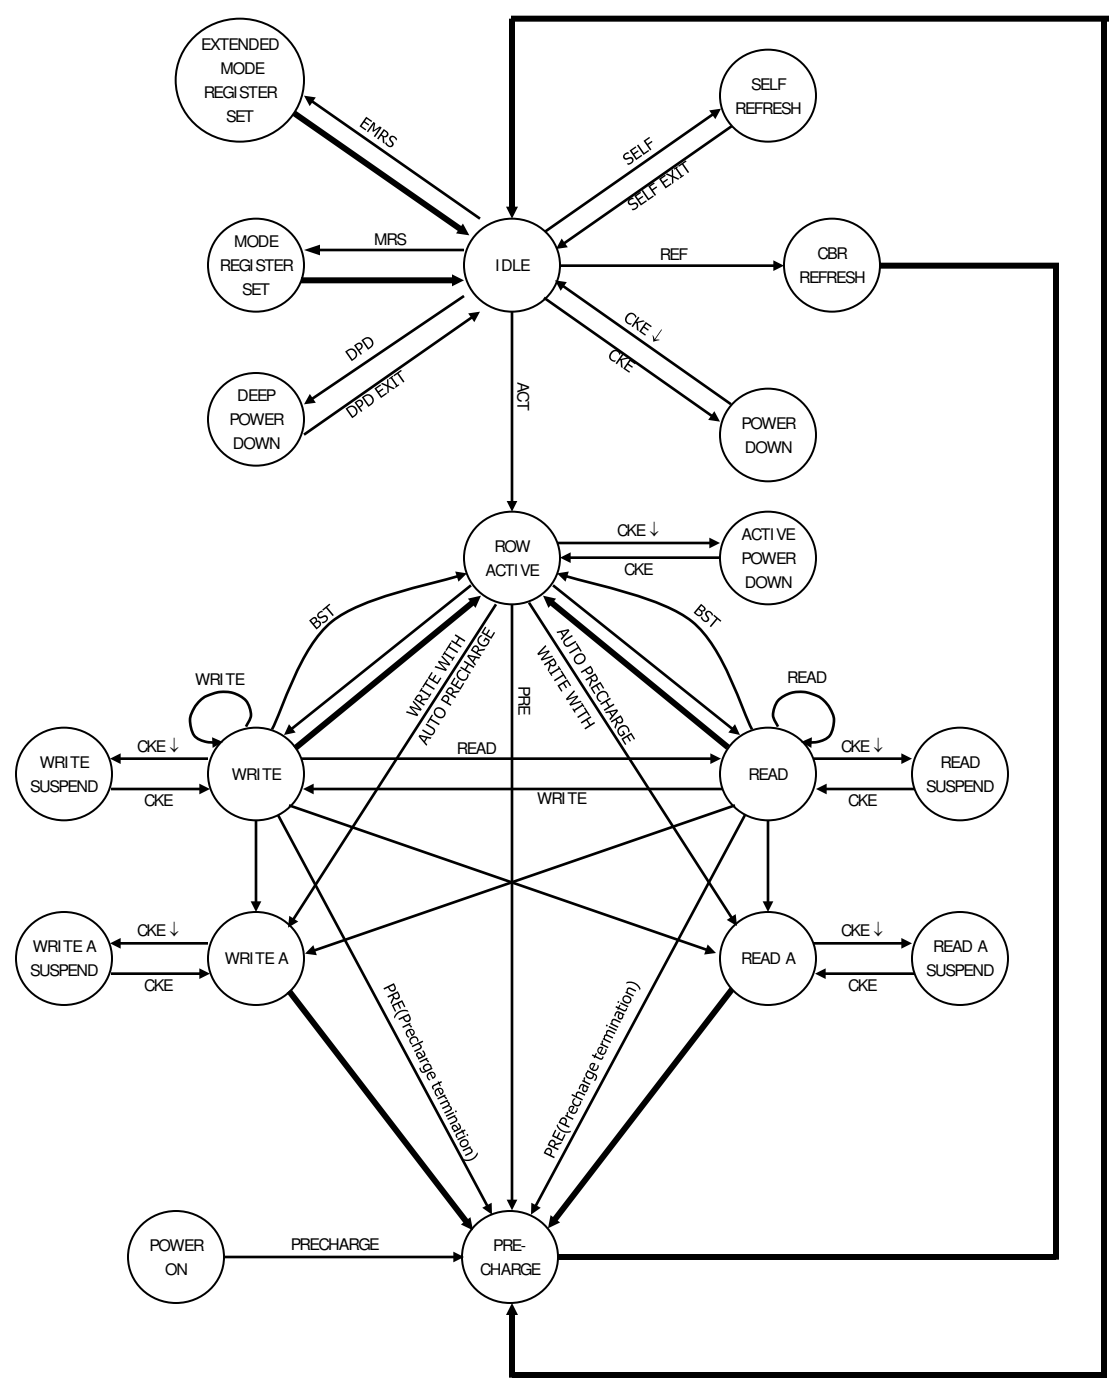 EXTENDED
MODE
REGISTER
SET
EMRS
SELF
REFRESH
SELF
SELF EXIT
MODE
REGISTER
SET
MRS
IDLE
REF
CBR
REFRESH
DPD
DPD EXIT
DEEP
POWER
DOWN
CKE ↓
CKE
POWER
DOWN
ACT
ROW
ACTIVE
CKE ↓
CKE
ACTIVE
POWER
DOWN
BST
BST
WRITE WITH
AUTO PRECHARGE
PRE
AUTO PRECHARGE
WRITE WITH
WRITE
READ
WRITE
SUSPEND
CKE ↓
CKE
WRITE
READ
WRITE
READ
CKE ↓
CKE
READ
SUSPEND
WRITE A
SUSPEND
CKE ↓
CKE
WRITE A
READ A
CKE ↓
CKE
READ A
SUSPEND
PRE(Precharge termination)
PRE(Precharge termination)
POWER
ON
PRECHARGE
PRE-
CHARGE